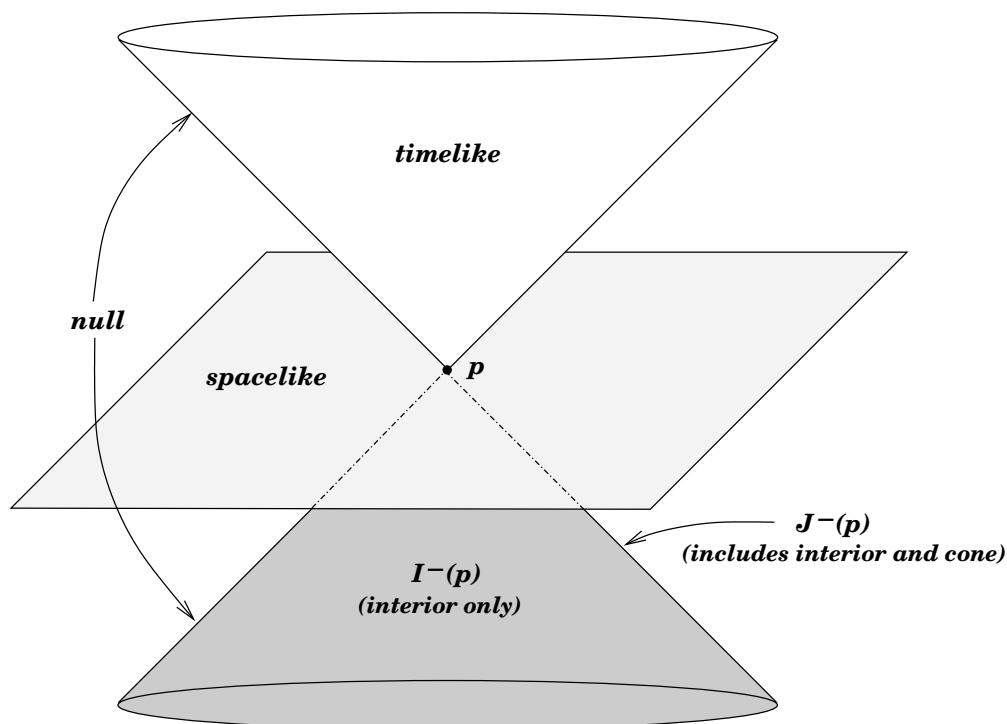 timelike
null
p
spacelike
J−(p)
(includes interior and cone)
I−(p)
(interior only)